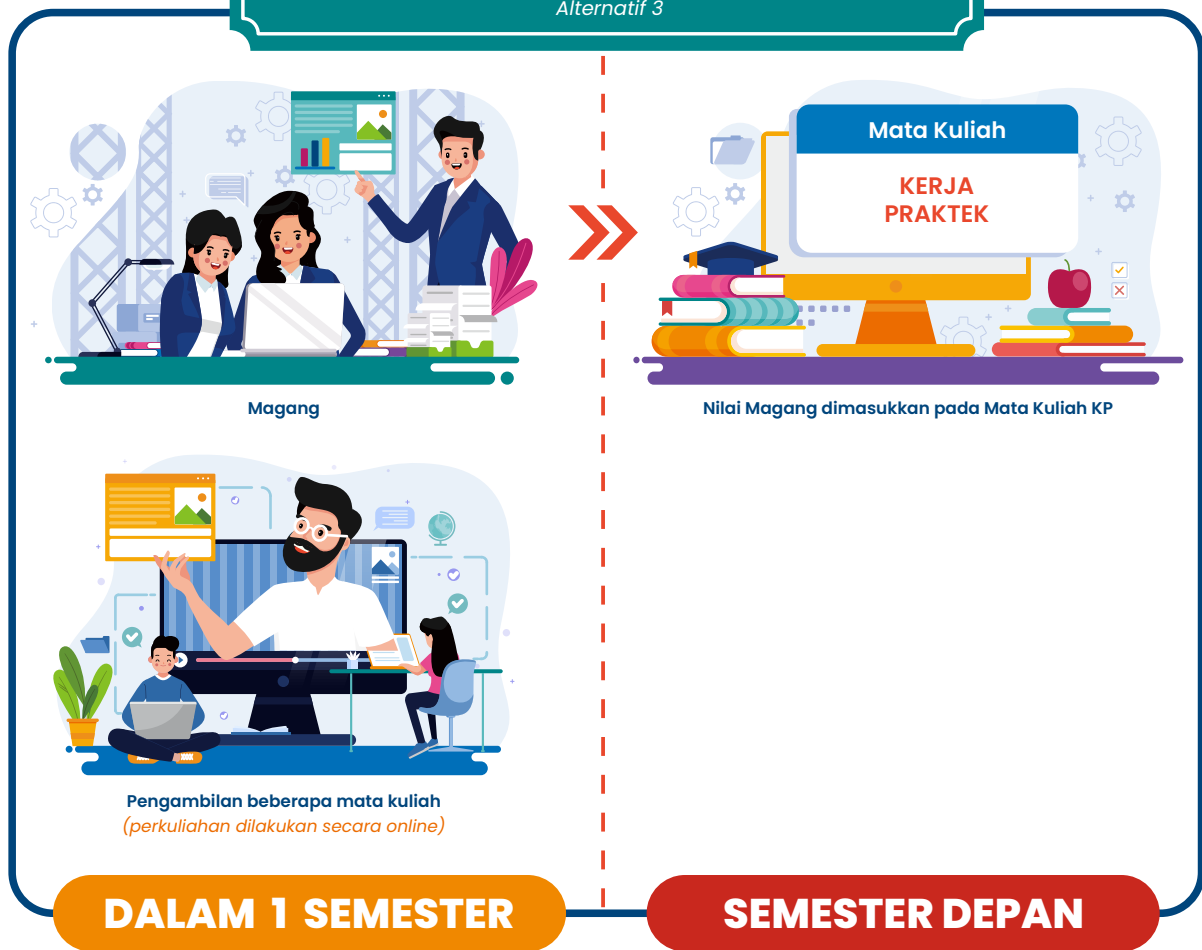 Alternatif 3
Mata Kuliah
KERJA
PRAKTEK
Magang
Nilai Magang dimasukkan pada Mata Kuliah KP
Pengambilan beberapa mata kuliah
(perkuliahan dilakukan secara online)
DALAM 1 SEMESTER
SEMESTER DEPAN